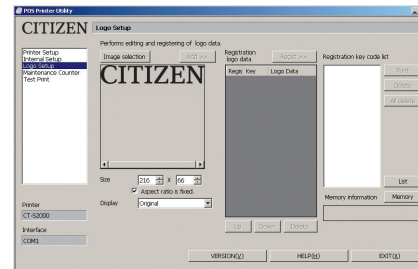 POS Printer Utility
CITIZEN
Logo Setup
Printer Setup
Internal Setup
Logo Setup
Maintenance Counter
Test Print
Performs editing and registering of logo data.
Image selection
Add >>
CITIZEN
Size
216
X
66
Aspect ratio is fixed.
Display
Original
Registration
logo data
Regist >>
Regis Key
Logo Data
Up
Down
Delete
Registration key code list
Print
Delete
All delete
List
Memory information
Memory
Printer
CT-S2000
Interface
COM1
VERSION(V)
HELP(H)
EXIT(X)